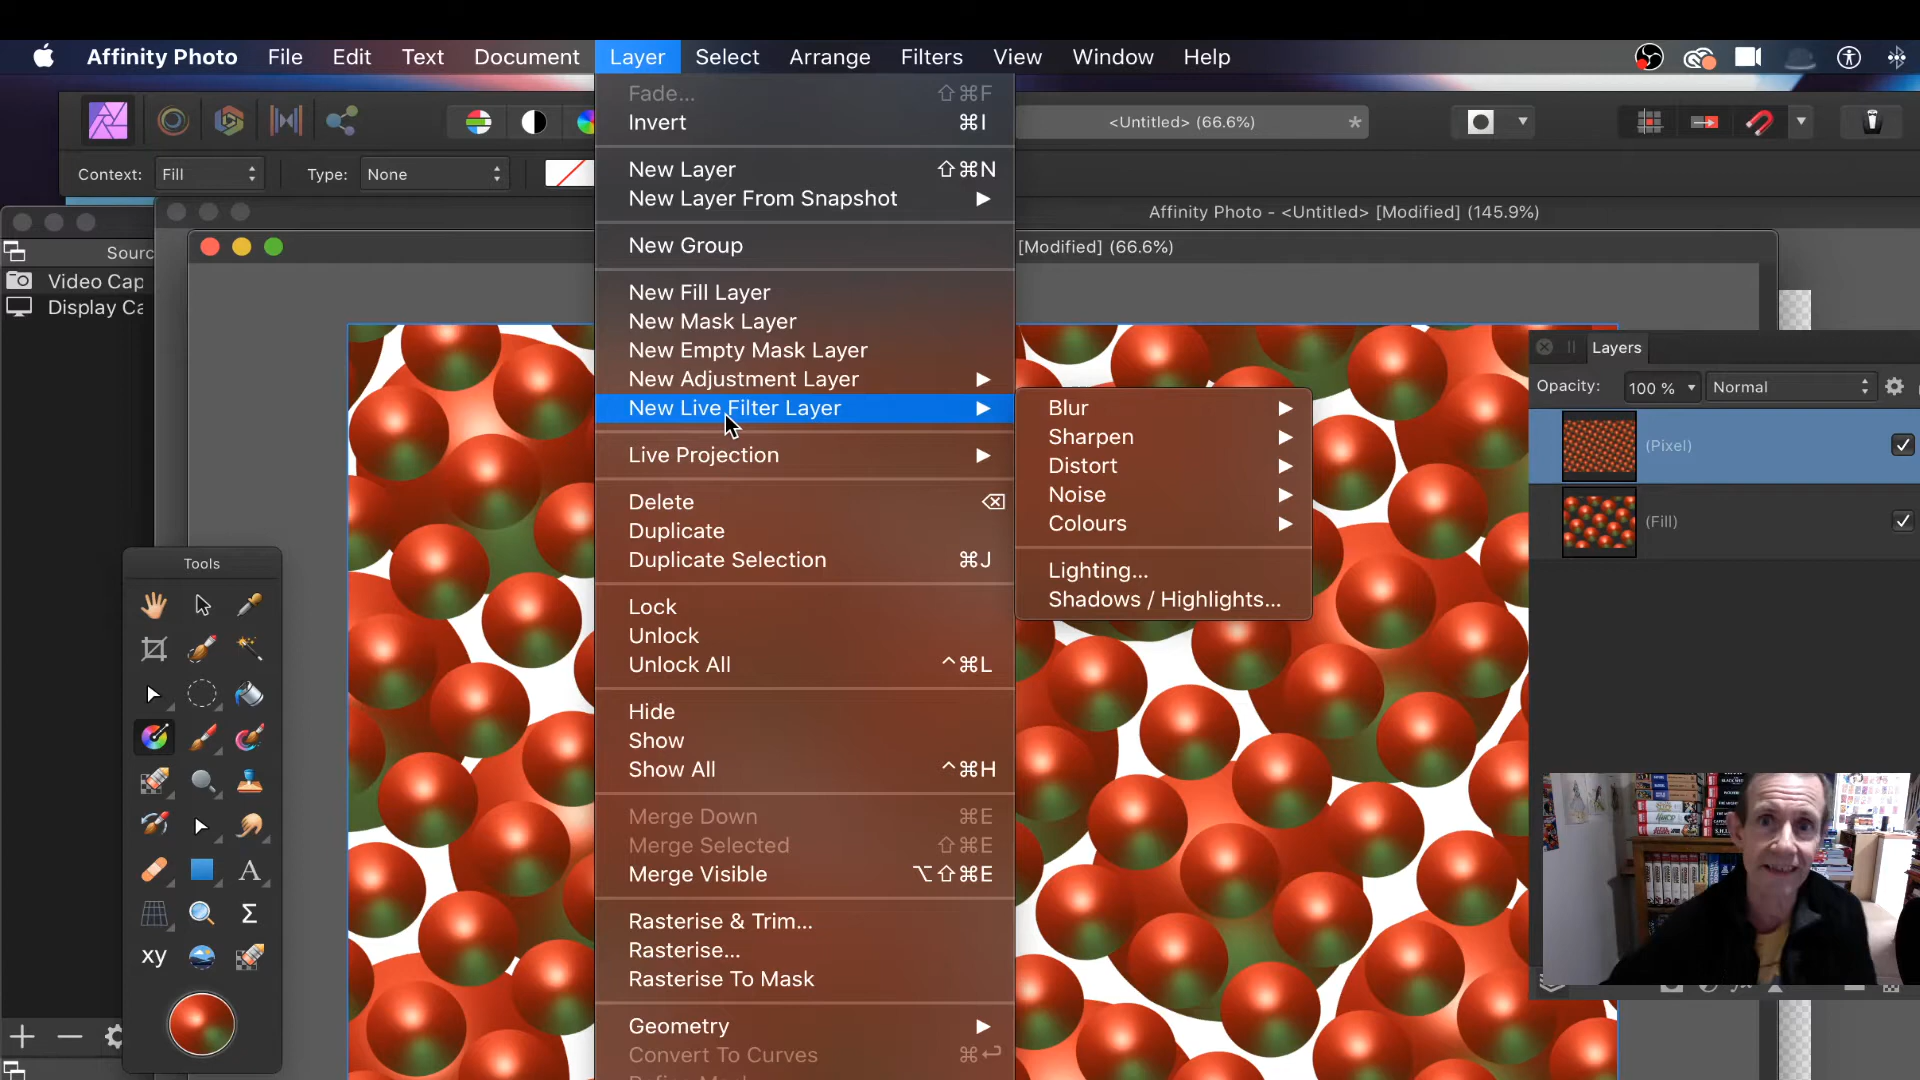 Affinity Photo File Edit Text Document Layer Select Arrange Filters View Window Help
Fade... ⇧⌘F
Invert ⌘I
<Untitled> (66.6%) *
Context: Fill Type: None
New Layer ⇧⌘N
New Layer From Snapshot
Affinity Photo - <Untitled> [Modified] (145.9%)
[Modified] (66.6%)
Sourc
Video Cap
Display Ca
New Group
New Fill Layer
New Mask Layer
New Empty Mask Layer
New Adjustment Layer
New Live Filter Layer
Live Projection
Delete
Duplicate
Duplicate Selection ⌘J
Lock
Unlock
Unlock All ^⌘L
Hide
Show
Show All ^⌘H
Merge Down ⌘E
Merge Selected ⇧⌘E
Merge Visible ⌥⇧⌘E
Rasterise & Trim...
Rasterise...
Rasterise To Mask
Geometry
Convert To Curves
Blur
Sharpen
Distort
Noise
Colours
Lighting...
Shadows / Highlights...
Layers
Opacity: 100 % Normal
(Pixel)
(Fill)
Tools
A
Σ
xy